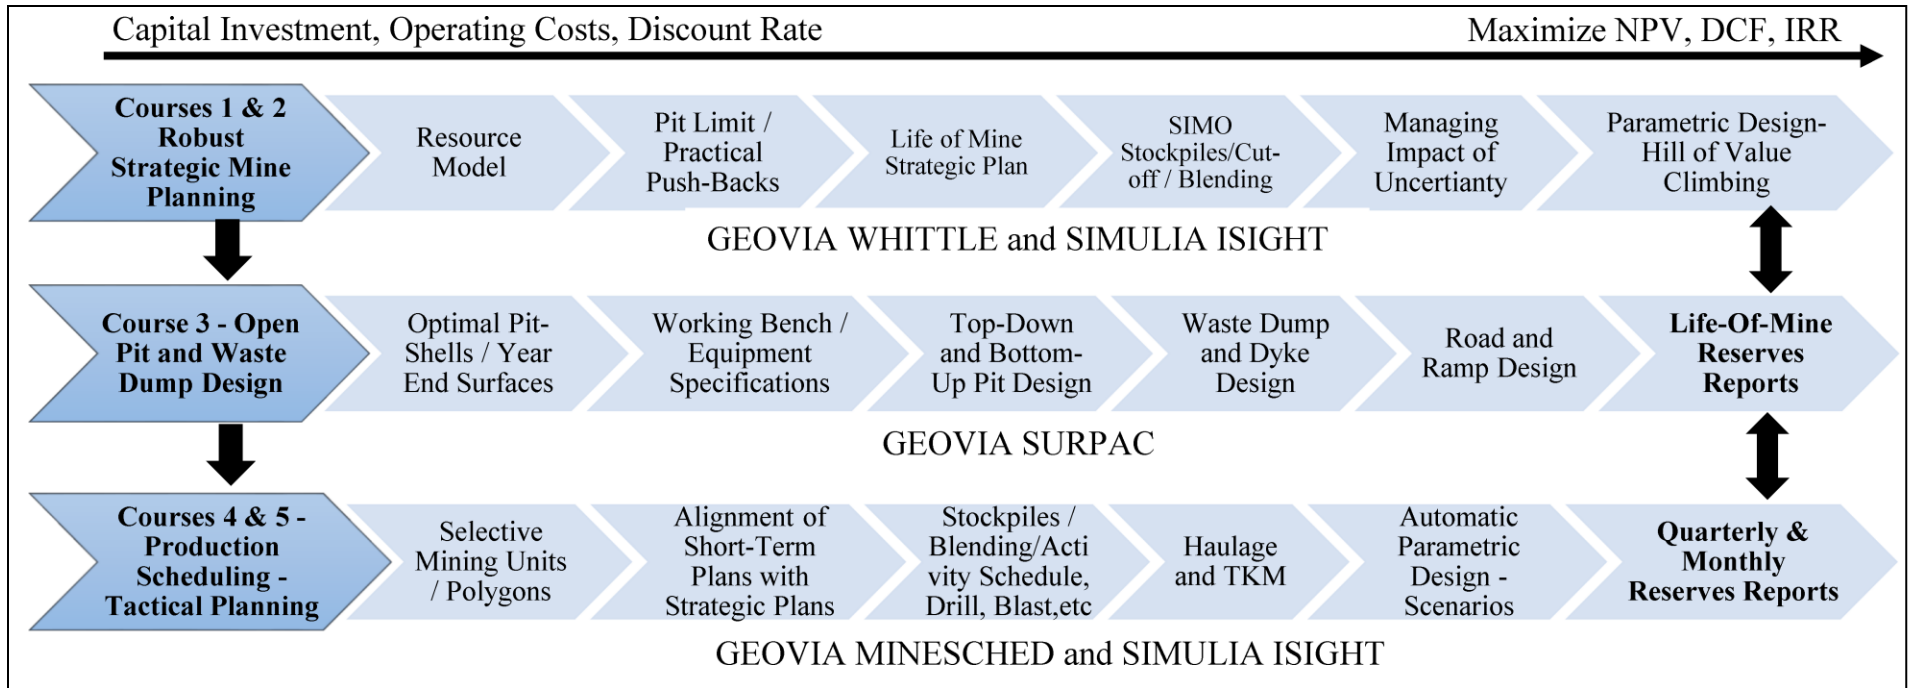 Capital Investment, Operating Costs, Discount Rate
Maximize NPV, DCF, IRR
Courses 1 & 2
Robust
Strategic Mine
Planning
Resource
Model
Pit Limit /
Practical
Push-Backs
Life of Mine
Strategic Plan
SIMO
Stockpiles/Cut-
off / Blending
Managing
Impact of
Uncertianty
Parametric Design-
Hill of Value
Climbing
GEOVIA WHITTLE and SIMULIA ISIGHT
Course 3 - Open
Pit and Waste
Dump Design
Optimal Pit-
Shells / Year
End Surfaces
Working Bench /
Equipment
Specifications
Top-Down
and Bottom-
Up Pit Design
Waste Dump
and Dyke
Design
Road and
Ramp Design
Life-Of-Mine
Reserves
Reports
GEOVIA SURPAC
Courses 4 & 5 -
Production
Scheduling -
Tactical Planning
Selective
Mining Units
/ Polygons
Alignment of
Short-Term
Plans with
Strategic Plans
Stockpiles /
Blending/Acti
vity Schedule,
Drill, Blast,etc
Haulage
and TKM
Automatic
Parametric
Design -
Scenarios
Quarterly &
Monthly
Reserves Reports
GEOVIA MINESCHED and SIMULIA ISIGHT